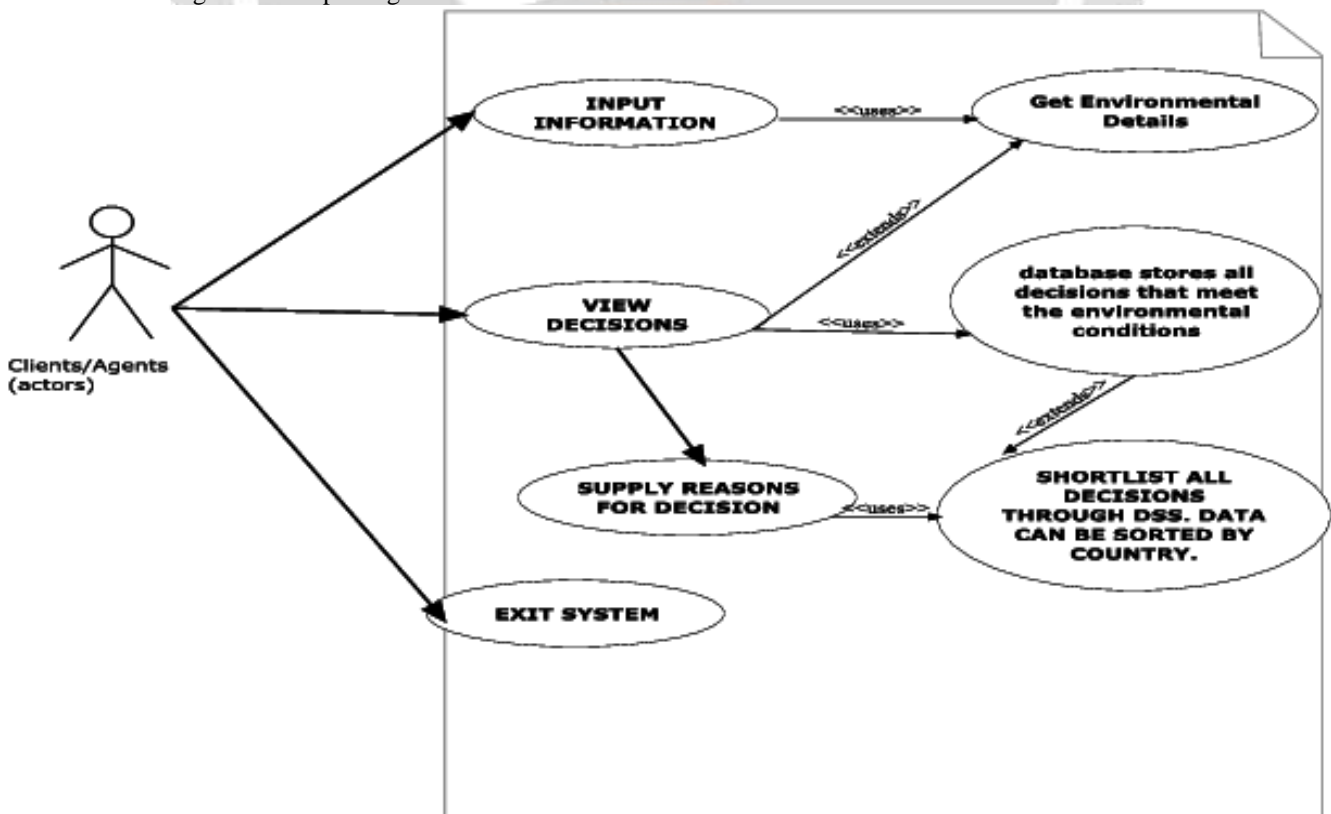 INPUT
INFORMATION
<<uses>>
Get Environmental
Details
<<extends>>
VIEW
DECISIONS
<<uses>>
database stores all
decisions that meet
the environmental
conditions
Clients/Agents
(actors)
<<extends>>
SUPPLY REASONS
FOR DECISION
<<uses>>
SHORTLIST ALL
DECISIONS
THROUGH DSS. DATA
CAN BE SORTED BY
COUNTRY.
EXIT SYSTEM